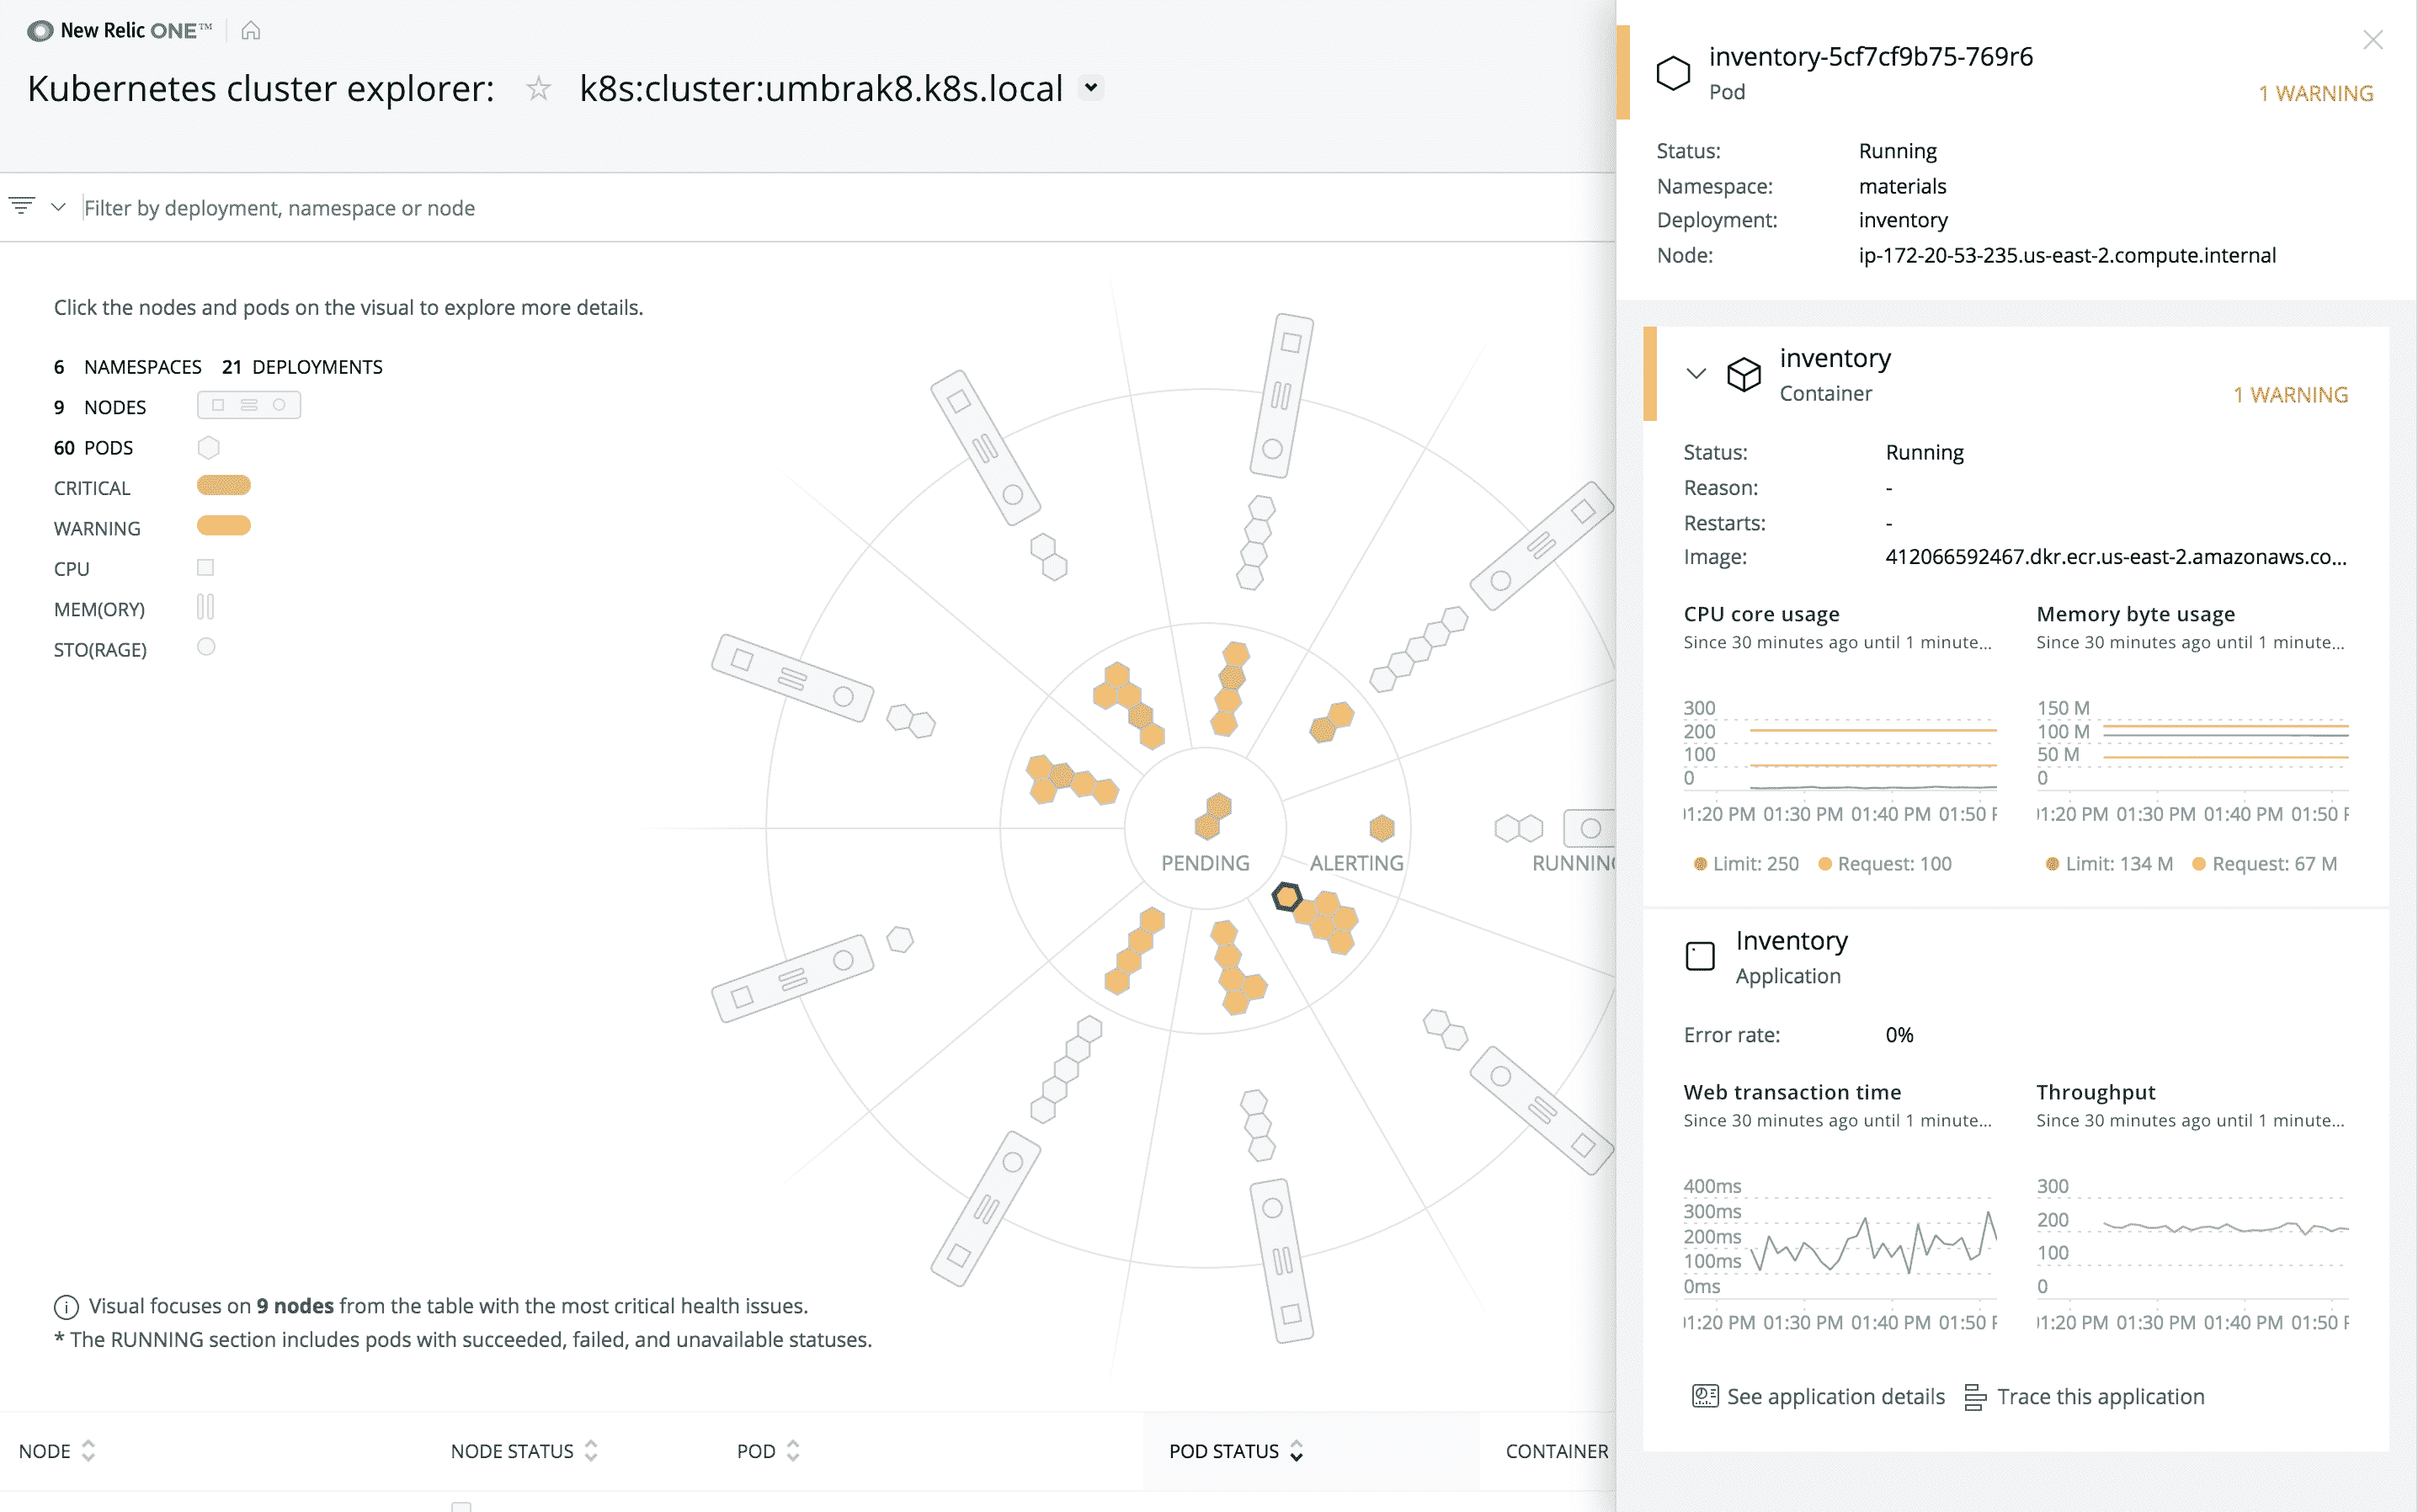 New Relic ONE™
Kubernetes cluster explorer: k8s:cluster:umbrak8.k8s.local
Filter by deployment, namespace or node
Click the nodes and pods on the visual to explore more details.
6 NAMESPACES 21 DEPLOYMENTS
9 NODES
60 PODS
CRITICAL
WARNING
CPU
MEM(ORY)
STO(RAGE)
PENDING
ALERTING
RUNNING
Visual focuses on 9 nodes from the table with the most critical health issues.
* The RUNNING section includes pods with succeeded, failed, and unavailable statuses.
NODE NODE STATUS POD POD STATUS CONTAINER
inventory-5cf7cf9b75-769r6
Pod
1 WARNING
Status: Running
Namespace: materials
Deployment: inventory
Node: ip-172-20-53-235.us-east-2.compute.internal
inventory
Container
1 WARNING
Status: Running
Reason: -
Restarts: -
Image: 412066592467.dkr.ecr.us-east-2.amazonaws.co...
CPU core usage
Since 30 minutes ago until 1 minute...
300
200
100
0
01:20 PM 01:30 PM 01:40 PM 01:50 P
Limit: 250 Request: 100
Memory byte usage
Since 30 minutes ago until 1 minute...
150 M
100 M
50 M
0
01:20 PM 01:30 PM 01:40 PM 01:50 P
Limit: 134 M Request: 67 M
Inventory
Application
Error rate: 0%
Web transaction time
Since 30 minutes ago until 1 minute...
400ms
300ms
200ms
100ms
0ms
01:20 PM 01:30 PM 01:40 PM 01:50 P
Throughput
Since 30 minutes ago until 1 minute...
300
200
100
0
01:20 PM 01:30 PM 01:40 PM 01:50 P
See application details Trace this application